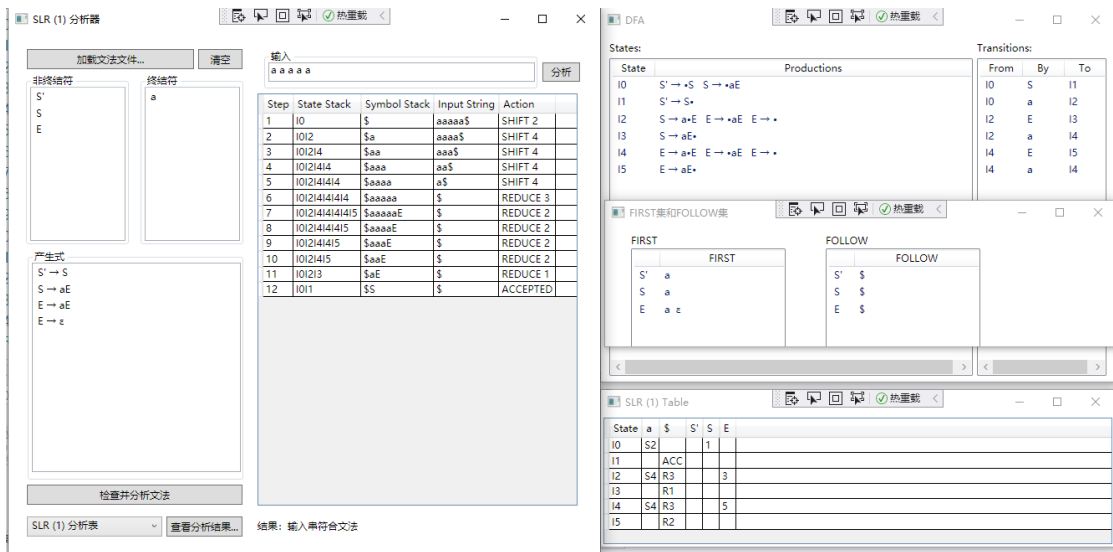 SLR (1) 分析器
热重载
加载文法文件...
清空
非终结符
S'
S
E
终结符
a
产生式
S' → S
S → aE
E → aE
E → ε
检查并分析文法
SLR (1) 分析表
查看分析结果...
输入
a a a a a
分析
Step State Stack Symbol Stack Input String Action
1 I0 $ aaaaa$ SHIFT 2
2 I0I2 $a aaaa$ SHIFT 4
3 I0I2I4 $aa aaa$ SHIFT 4
4 I0I2I4I4 $aaa aa$ SHIFT 4
5 I0I2I4I4I4 $aaaa a$ SHIFT 4
6 I0I2I4I4I4I4 $aaaaa $ REDUCE 3
7 I0I2I4I4I4I4I5 $aaaaaE $ REDUCE 2
8 I0I2I4I4I4I5 $aaaaE $ REDUCE 2
9 I0I2I4I4I5 $aaaE $ REDUCE 2
10 I0I2I4I5 $aaE $ REDUCE 2
11 I0I2I3 $aE $ REDUCE 1
12 I0I1 $S $ ACCEPTED
结果：输入串符合文法
DFA
热重载
States:
State Productions
I0 S' → •S S → •aE
I1 S' → S•
I2 S → a•E E → •aE E → •
I3 S → aE•
I4 E → a•E E → •aE E → •
I5 E → aE•
Transitions:
From By To
I0 S I1
I0 a I2
I2 E I3
I2 a I4
I4 E I5
I4 a I4
FIRST集和FOLLOW集
热重载
FIRST
FIRST
S' a
S a
E a ε
FOLLOW
FOLLOW
S' $
S $
E $
SLR (1) Table
热重载
State a $ S' S E
I0 S2 1
I1 ACC
I2 S4 R3 3
I3 R1
I4 S4 R3 5
I5 R2